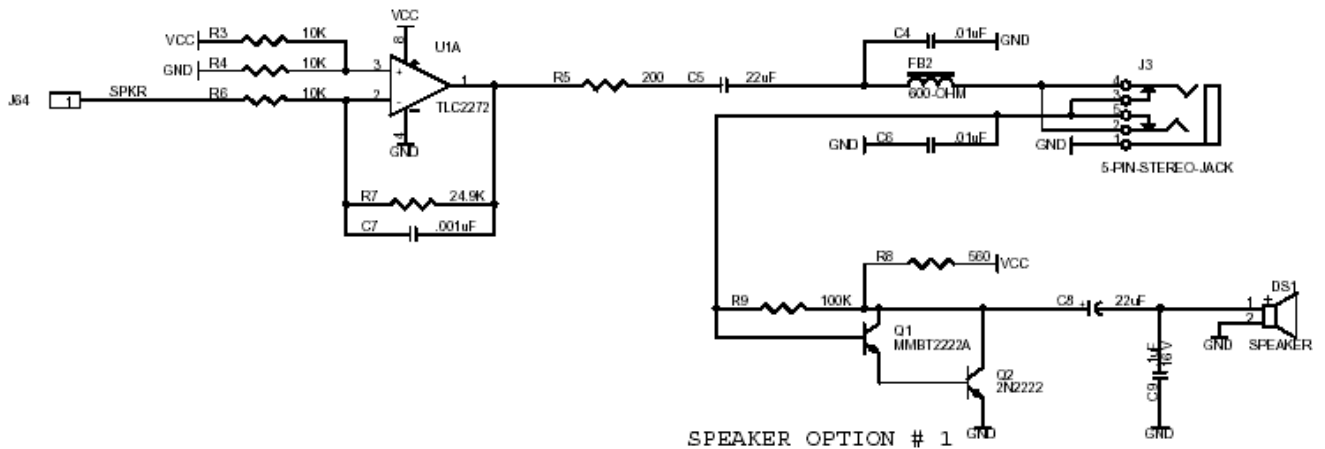 VCC
VCC R3 10K
8
U1A
C4 .01uF GND
GND R4 10K
3
+
1
R5 200 C5 22uF
FB2
600-OHM
J3
J64 1 SPKR R6 10K
2
-
TLC2272
4
GND
4
3
5
2
1
GND C6 .01uF
GND
5-PIN-STEREO-JACK
R7 24.9K
C7 .001uF
R8 560 VCC
R9 100K
C8 + 22uF
DS1
1 +
2
GND
SPEAKER
Q1
MMBT2222A
Q2
2N2222
C9 .1uF
16V
GND
GND
SPEAKER OPTION # 1